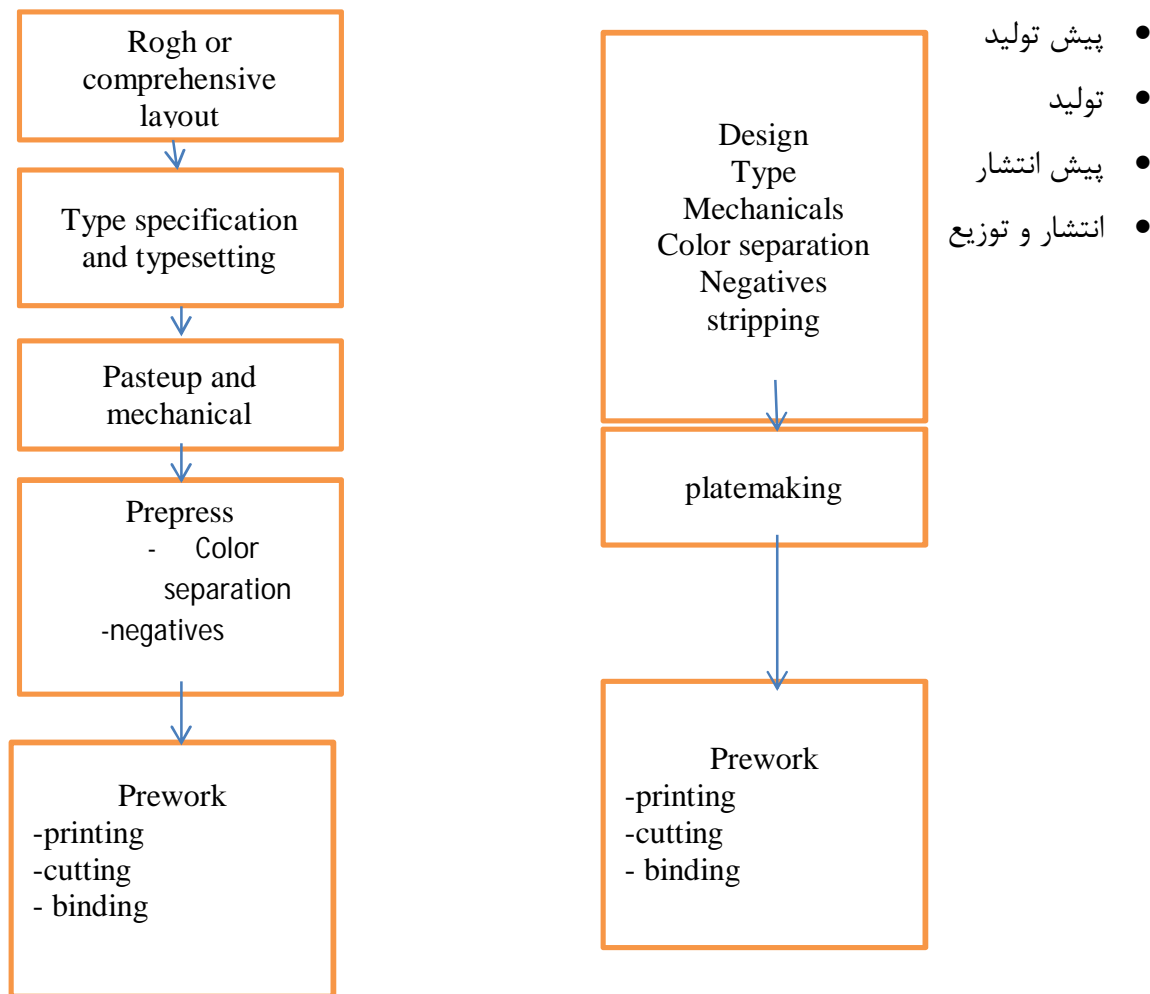 پیش تولید
تولید
پیش انتشار
انتشار و توزیع
Rogh or
comprehensive
layout
Type specification
and typesetting
Pasteup and
mechanical
Prepress
- Color
separation
-negatives
Prework
-printing
-cutting
- binding
Design
Type
Mechanicals
Color separation
Negatives
stripping
platemaking
Prework
-printing
-cutting
- binding